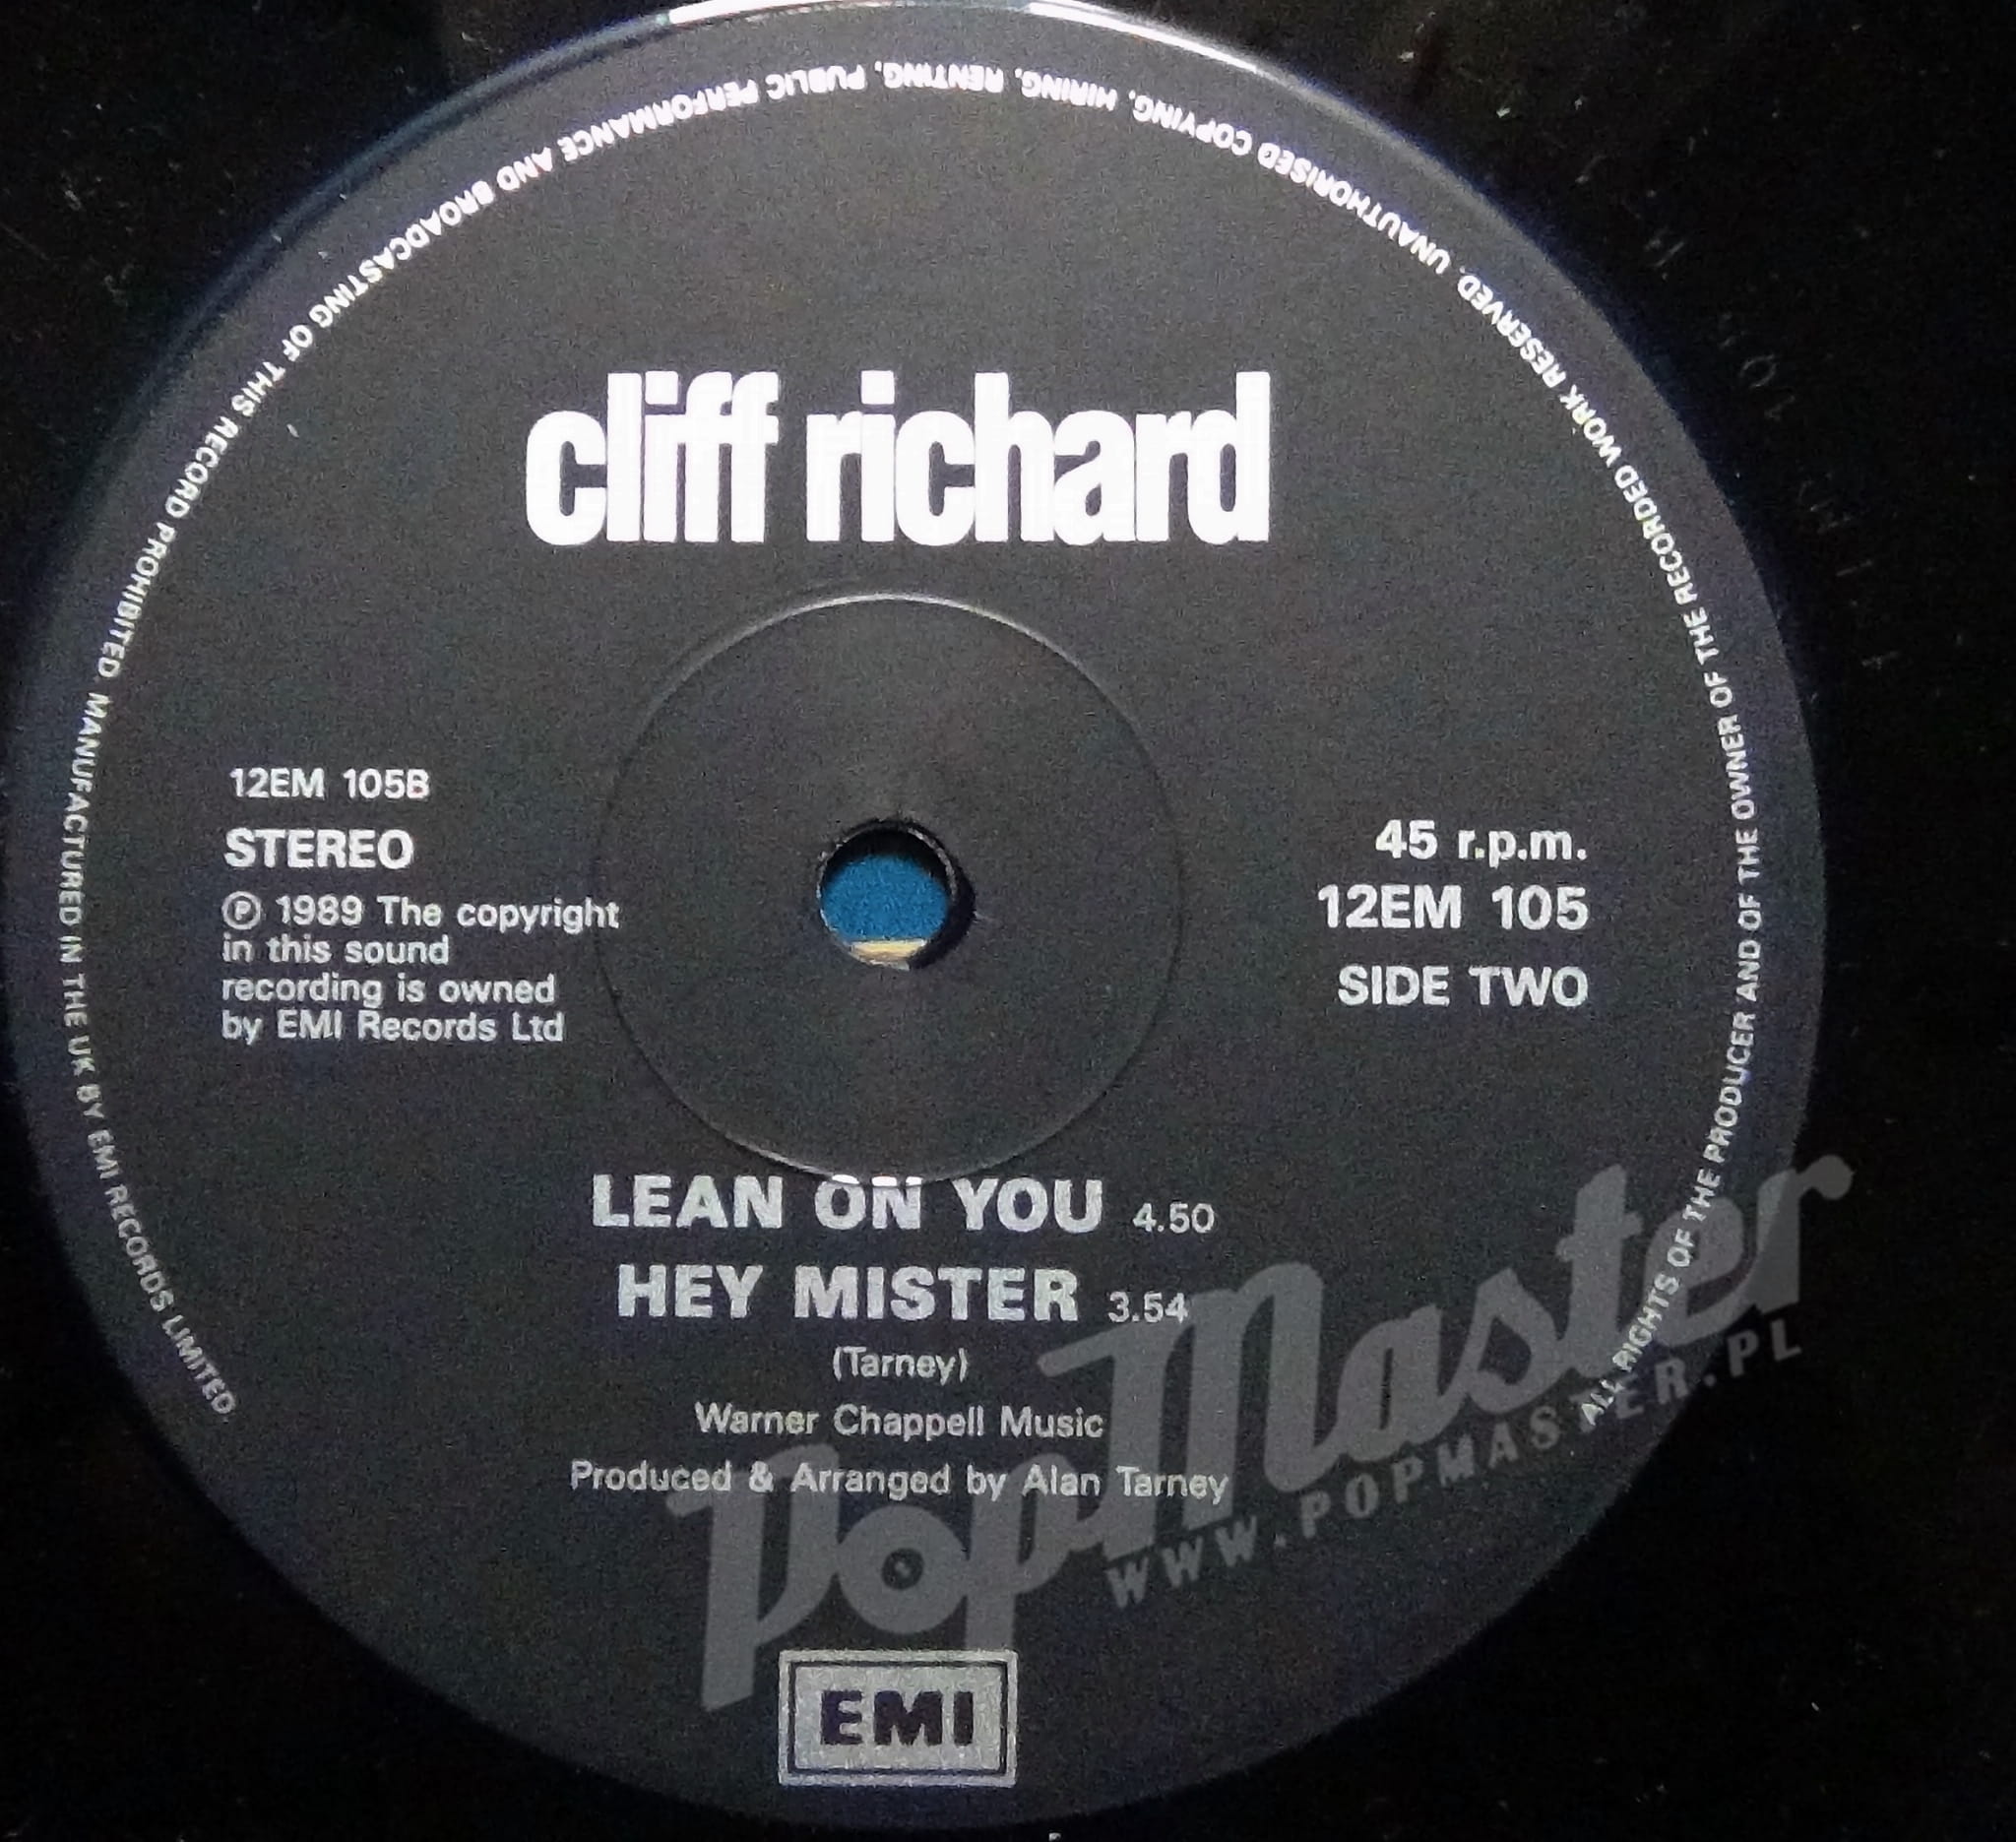 cliff richard
12EM 105B
STEREO
Ⓟ 1989 The copyright
in this sound
recording is owned
by EMI Records Ltd
45 r.p.m.
12EM 105
SIDE TWO
LEAN ON YOU 4.50
HEY MISTER 3.54
(Tarney)
Warner Chappell Music
Produced & Arranged by Alan Tarney
EMI
ALL RIGHTS OF THE PRODUCER AND OF THE OWNER OF THE RECORDED WORK RESERVED. UNAUTHORISED COPYING, HIRING, RENTING, PUBLIC PERFORMANCE AND BROADCASTING OF THIS RECORD PROHIBITED. MANUFACTURED IN THE UK BY EMI RECORDS LIMITED.
PopMaster
WWW.POPMASTER.PL